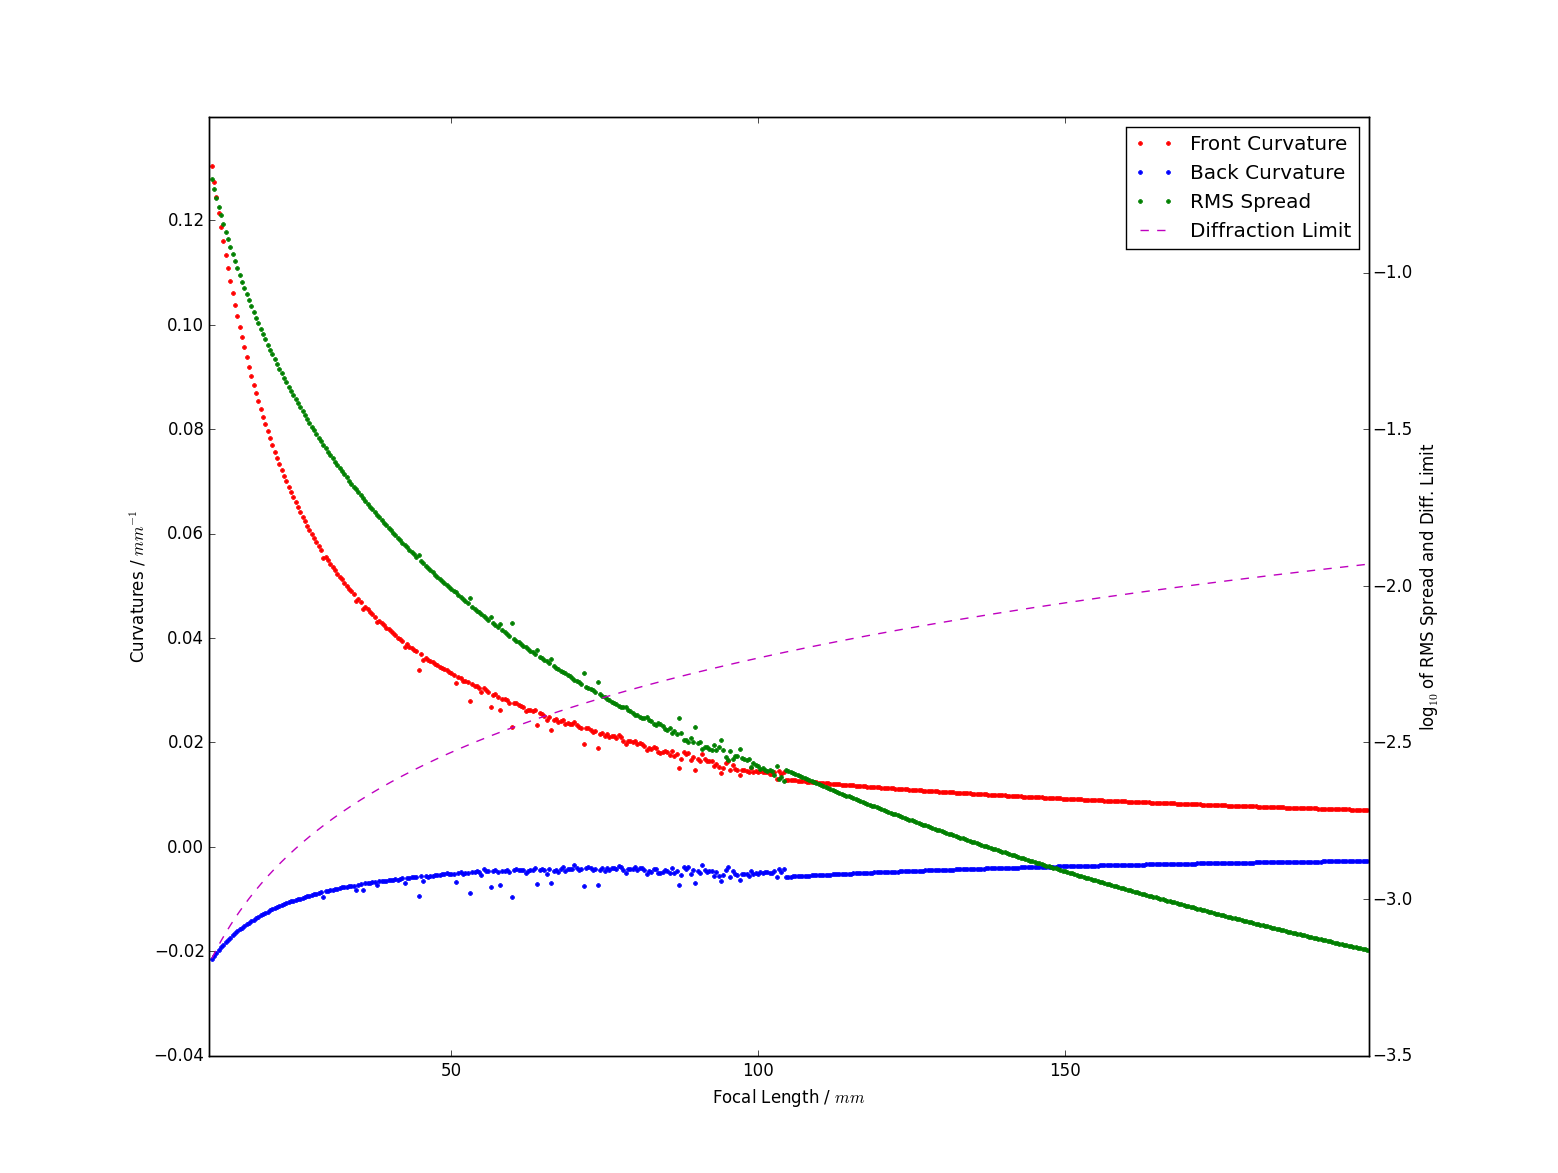 Front Curvature
Back Curvature
RMS Spread
Diffraction Limit
0.12
0.10
0.08
0.06
0.04
0.02
0.00
−0.02
−0.04
Curvatures / mm⁻¹
50
100
150
Focal Length / mm
−1.0
−1.5
−2.0
−2.5
−3.0
−3.5
log₁₀ of RMS Spread and Diff. Limit